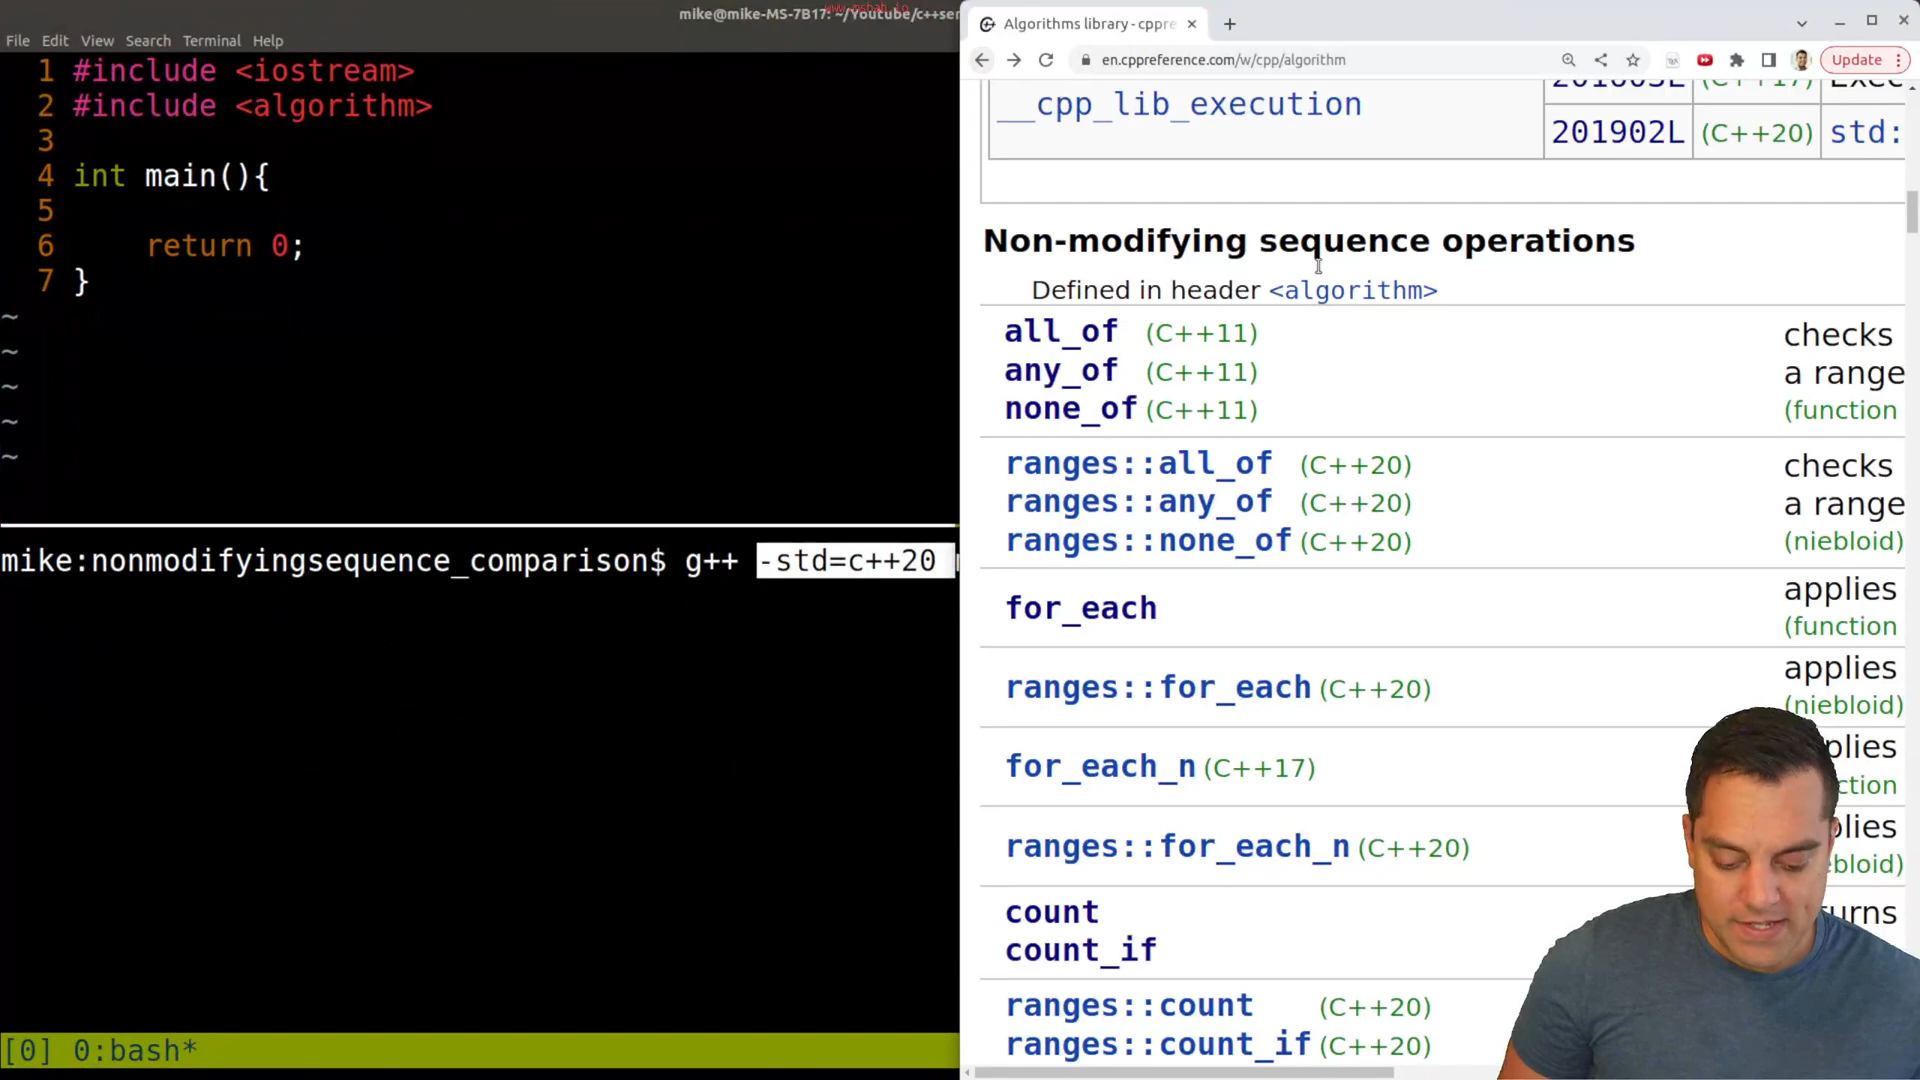 mike@mike-MS-7B17: ~/Youtube/c++ser
File Edit View Search Terminal Help
1 #include <iostream>
2 #include <algorithm>
3
4 int main(){
5
6 return 0;
7 }
~
~
~
~
~
mike:nonmodifyingsequence_comparison$ g++ -std=c++20
[0] 0:bash*
Algorithms library - cppre
en.cppreference.com/w/cpp/algorithm
Update
__cpp_lib_execution
201902L (C++20) std:
Non-modifying sequence operations
Defined in header <algorithm>
all_of (C++11) checks
any_of (C++11) a range
none_of (C++11) (function
ranges::all_of (C++20) checks
ranges::any_of (C++20) a range
ranges::none_of (C++20) (niebloid)
for_each applies
(function
ranges::for_each (C++20) applies
(niebloid)
for_each_n (C++17) plies
ction
ranges::for_each_n (C++20) plies
ebloid)
count urns
count_if
ranges::count (C++20)
ranges::count_if (C++20)